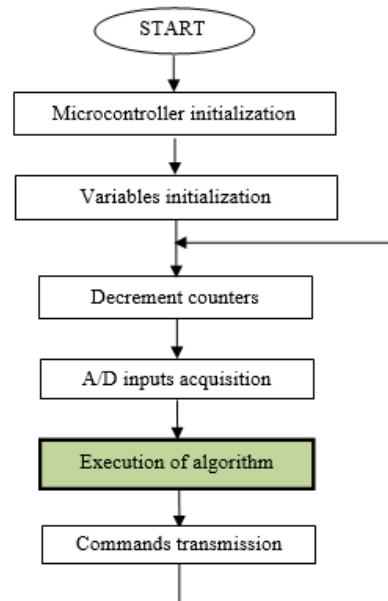 START
Microcontroller initialization
Variables initialization
Decrement counters
A/D inputs acquisition
Execution of algorithm
Commands transmission